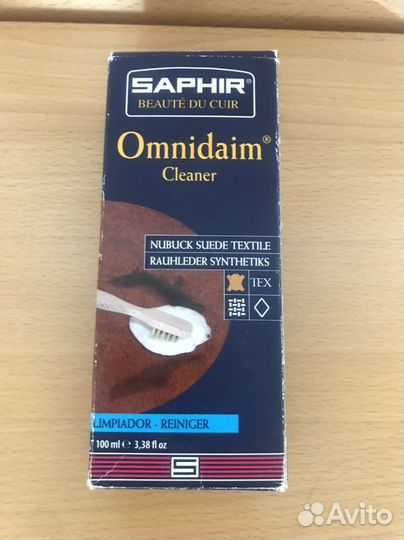 SAPHIR®
BEAUTÉ DU CUIR
Omnidaim®
Cleaner
NUBUCK SUEDE TEXTILE
RAUHLEDER SYNTHETIKS
TEX
LIMPIADOR - REINIGER
100 ml ℮ 3,38 fl oz
S
Avito